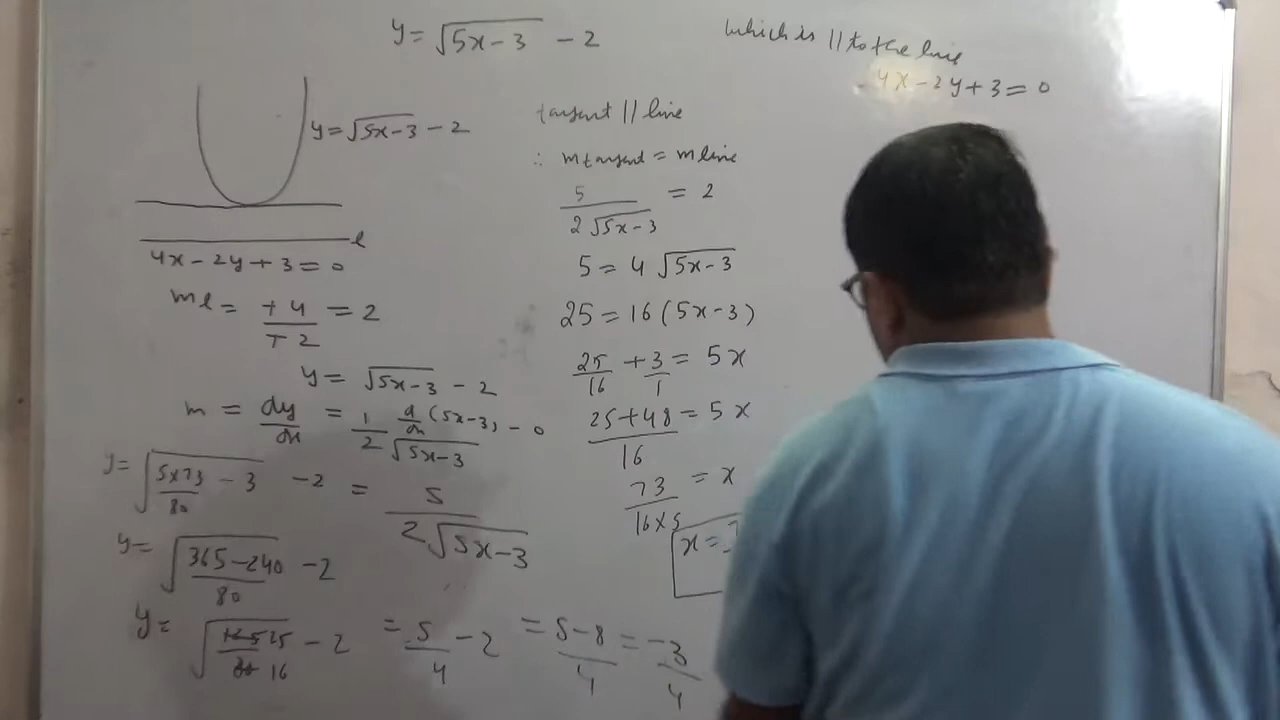 y = √(5x-3) - 2
which is || to the line
4x - 2y + 3 = 0
y = √(5x-3) - 2
l
4x - 2y + 3 = 0
ml = +4/+2 = 2
y = √(5x-3) - 2
m = dy/dx = 1/2 d/dx (5x-3)/√(5x-3) - 0
= 5/(2√(5x-3))
y = √(5x73/80 - 3) - 2
y = √((365-240)/80) - 2
y = √(25/16) - 2 = 5/4 - 2 = (5-8)/4 = -3/4
tangent || line
∴ m tangent = m line
5/(2√(5x-3)) = 2
5 = 4√(5x-3)
25 = 16(5x-3)
25/16 + 3/1 = 5x
(25+48)/16 = 5x
73/(16x5) = x
x =